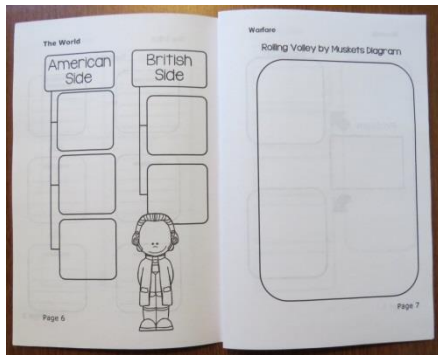 The World
American
Side
British
Side
Page 6
Warfare
Rolling Volley by Muskets Diagram
Page 7